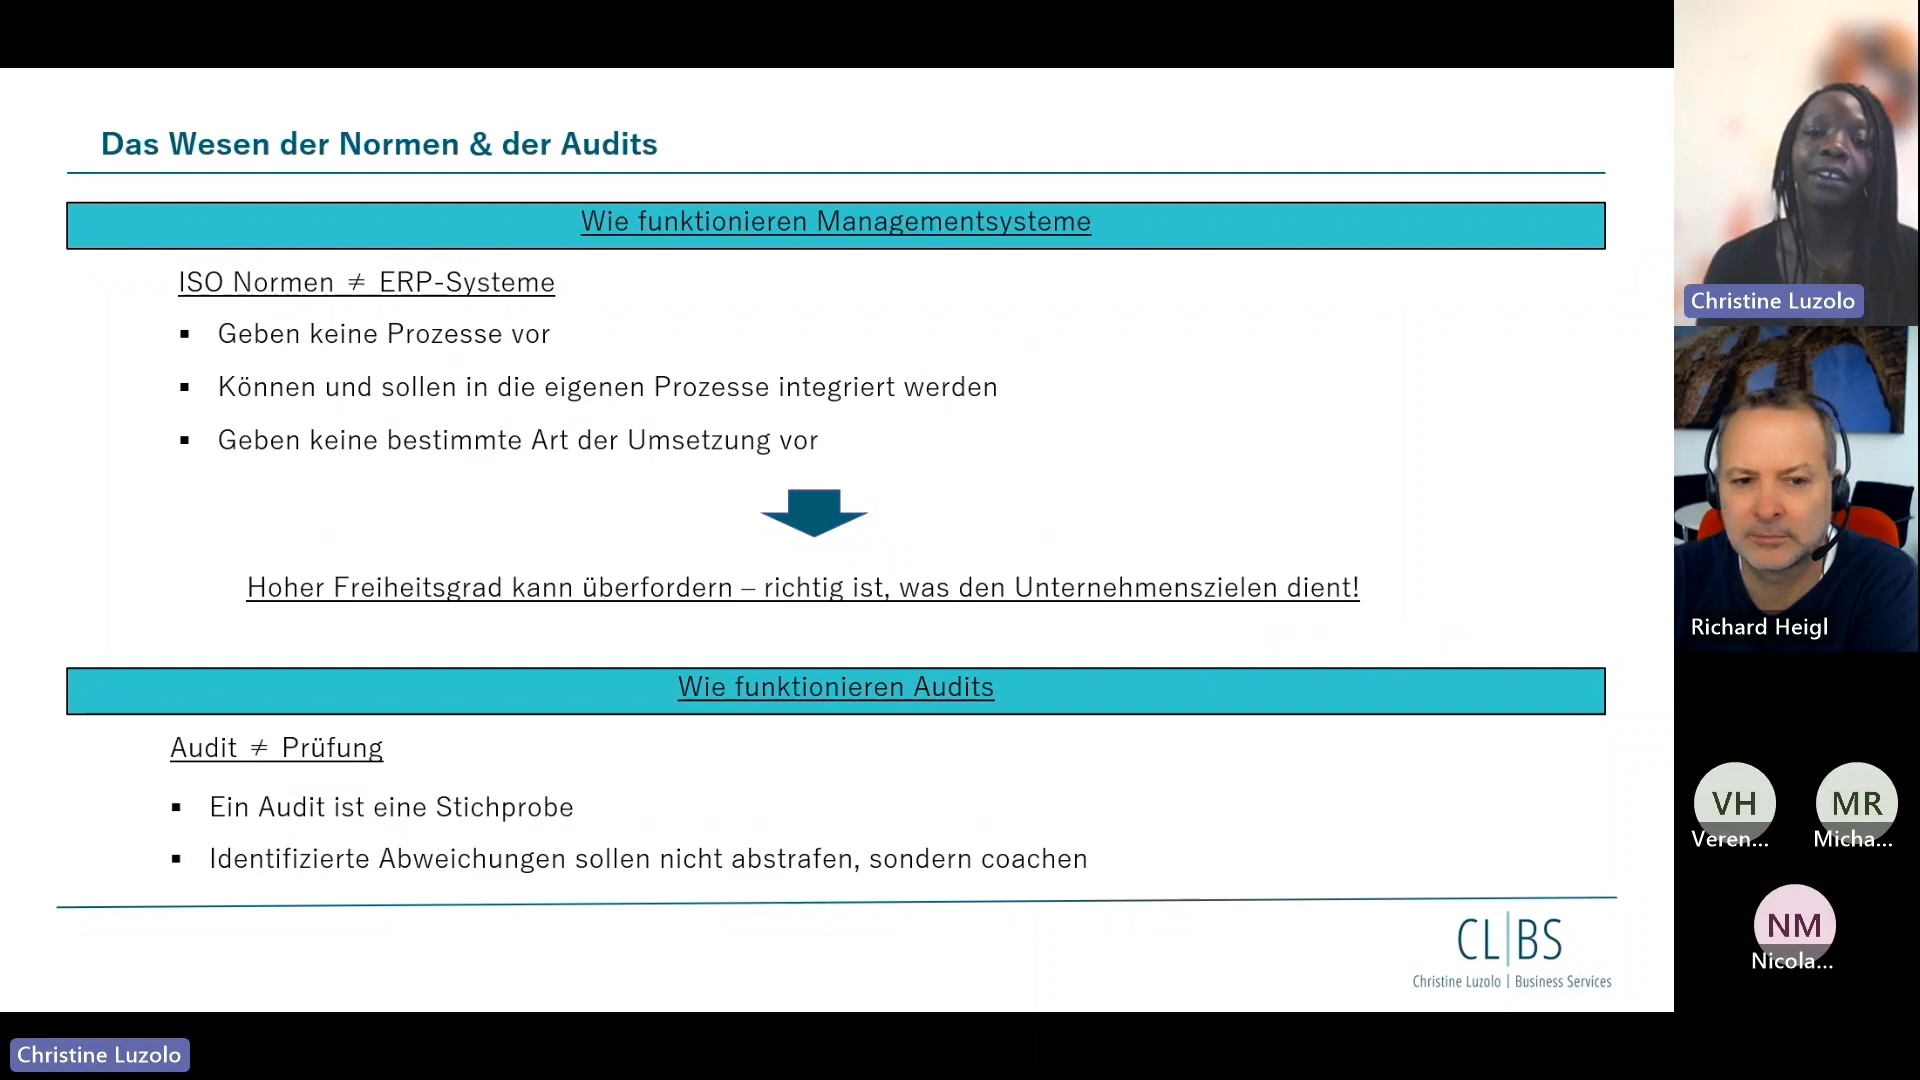 Das Wesen der Normen & der Audits
Wie funktionieren Managementsysteme
ISO Normen ≠ ERP-Systeme
▪ Geben keine Prozesse vor
▪ Können und sollen in die eigenen Prozesse integriert werden
▪ Geben keine bestimmte Art der Umsetzung vor
Hoher Freiheitsgrad kann überfordern – richtig ist, was den Unternehmenszielen dient!
Wie funktionieren Audits
Audit ≠ Prüfung
▪ Ein Audit ist eine Stichprobe
▪ Identifizierte Abweichungen sollen nicht abstrafen, sondern coachen
CL|BS
Christine Luzolo | Business Services
Christine Luzolo
Christine Luzolo
Richard Heigl
VH MR
Veren... Micha...
NM
Nicola...